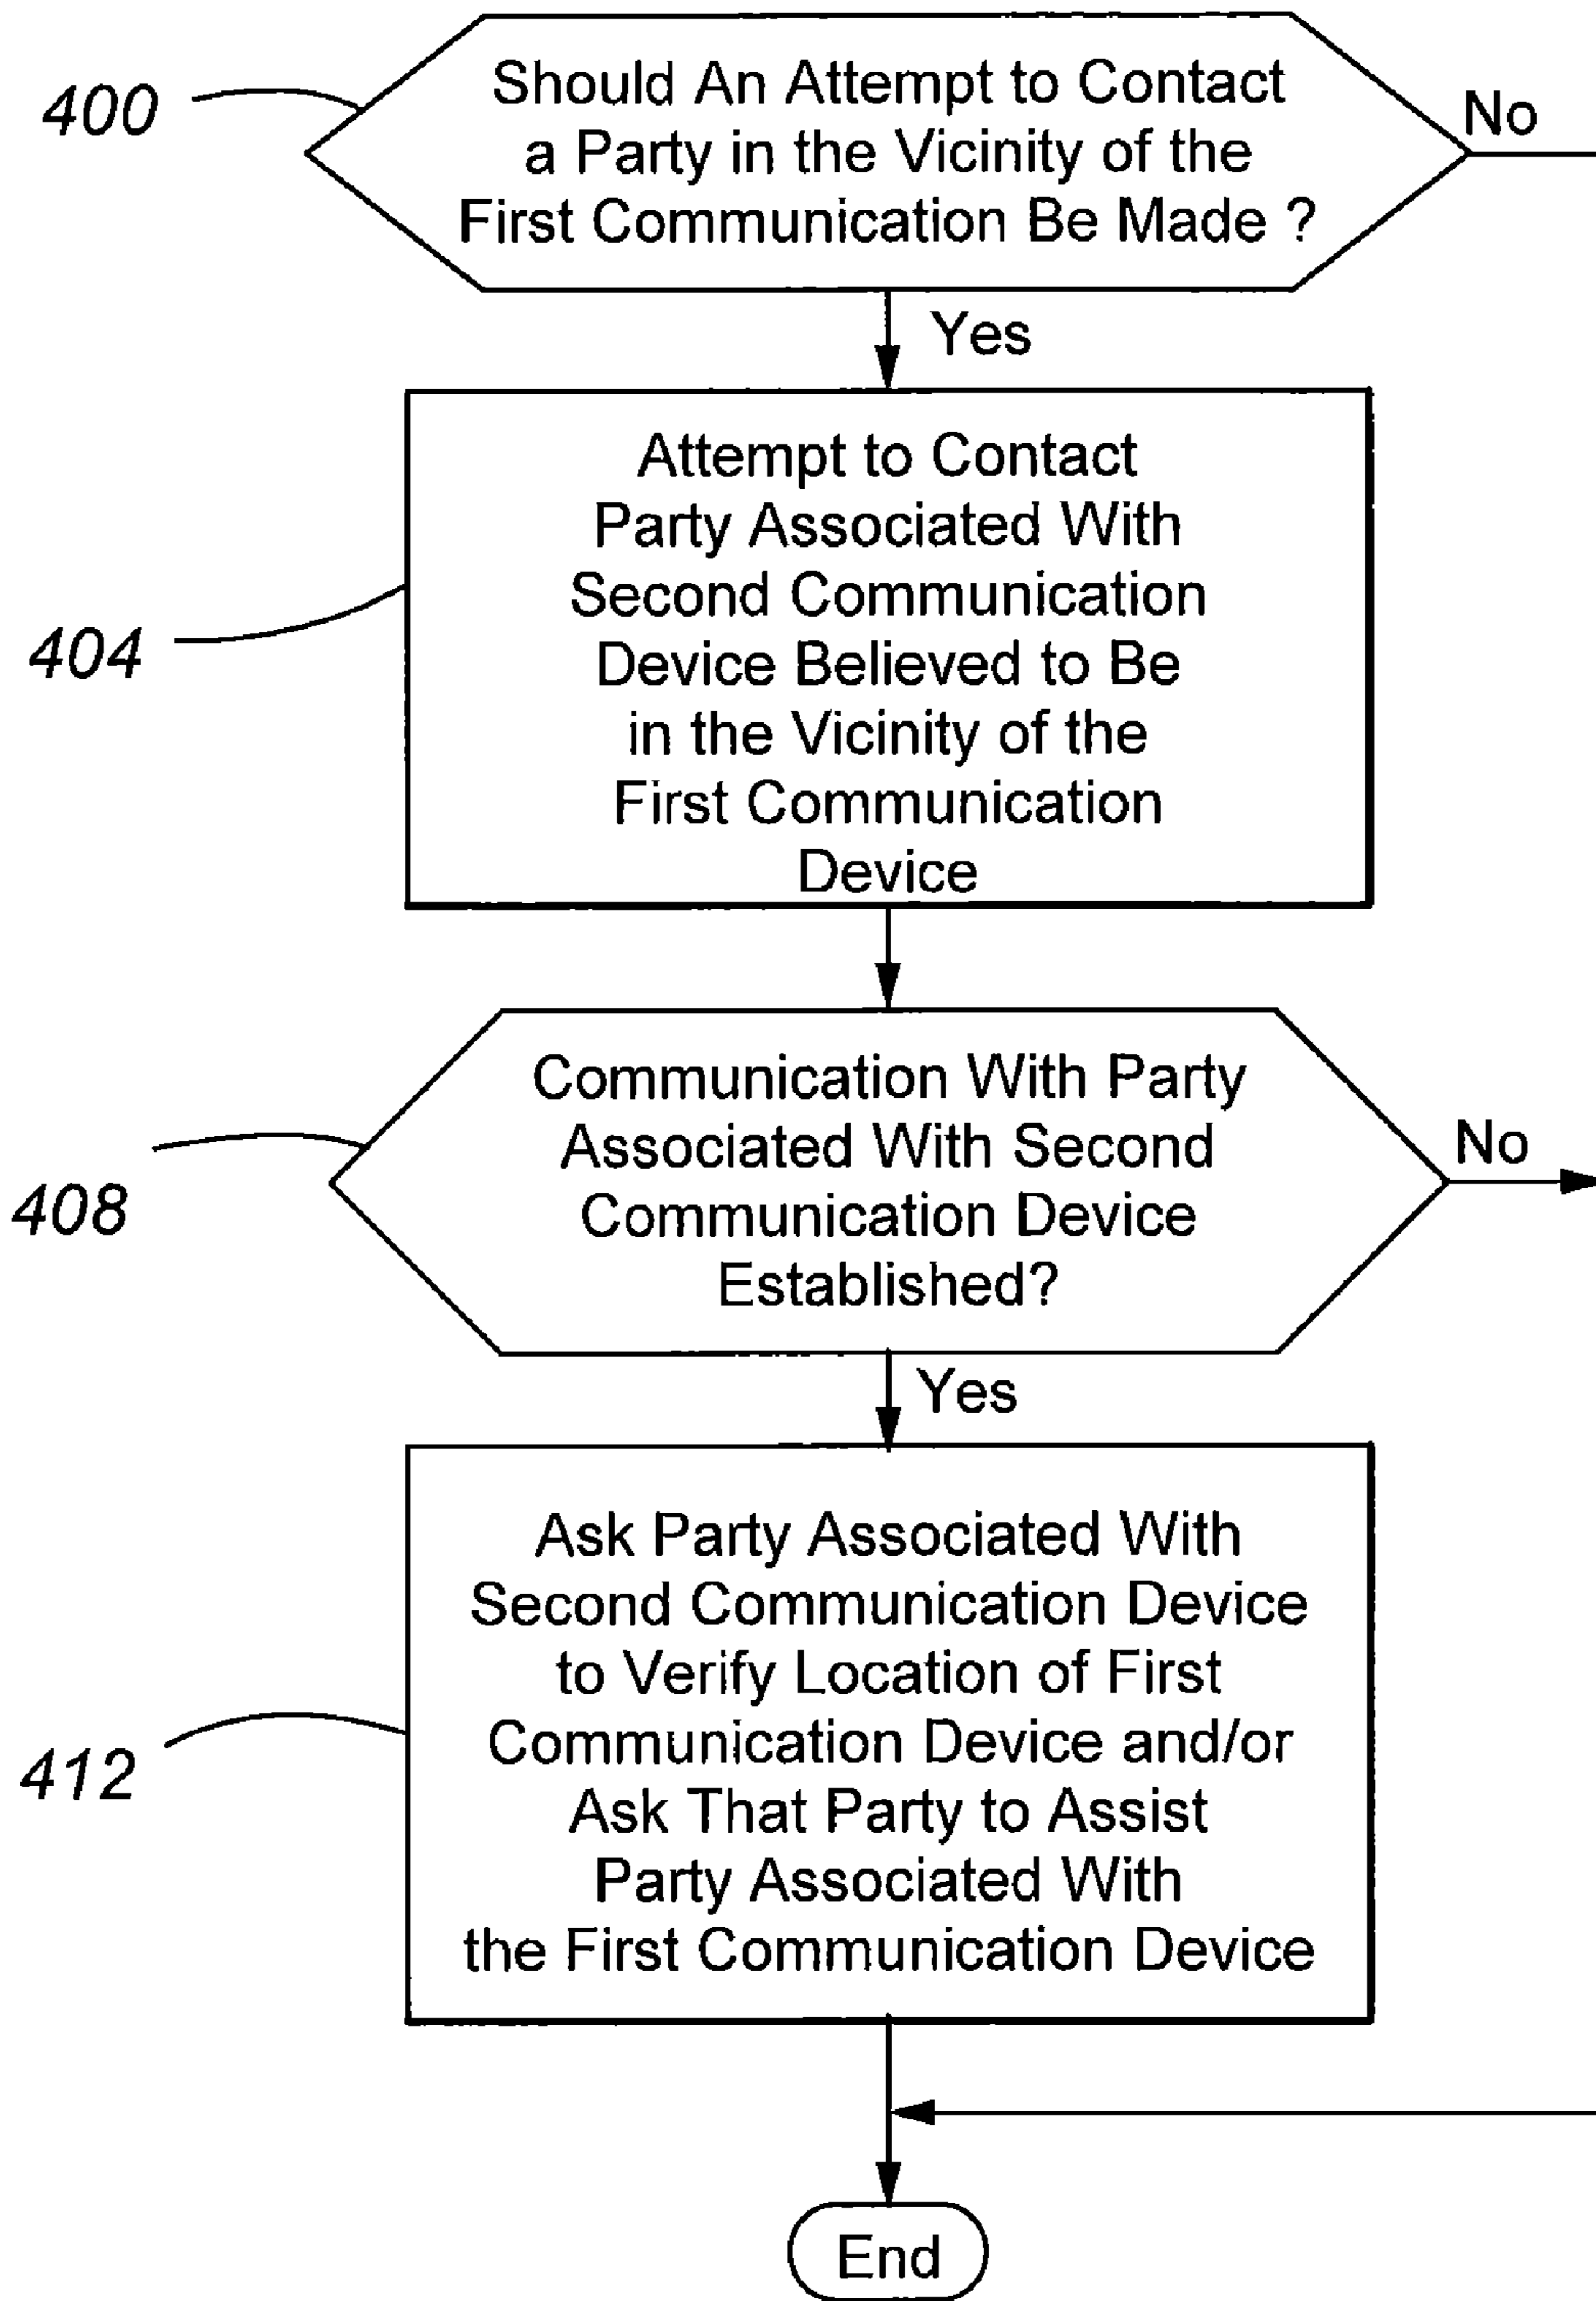 400
Should An Attempt to Contact
a Party in the Vicinity of the
First Communication Be Made ?
No
Yes
404
Attempt to Contact
Party Associated With
Second Communication
Device Believed to Be
in the Vicinity of the
First Communication
Device
408
Communication With Party
Associated With Second
Communication Device
Established?
No
Yes
412
Ask Party Associated With
Second Communication Device
to Verify Location of First
Communication Device and/or
Ask That Party to Assist
Party Associated With
the First Communication Device
End